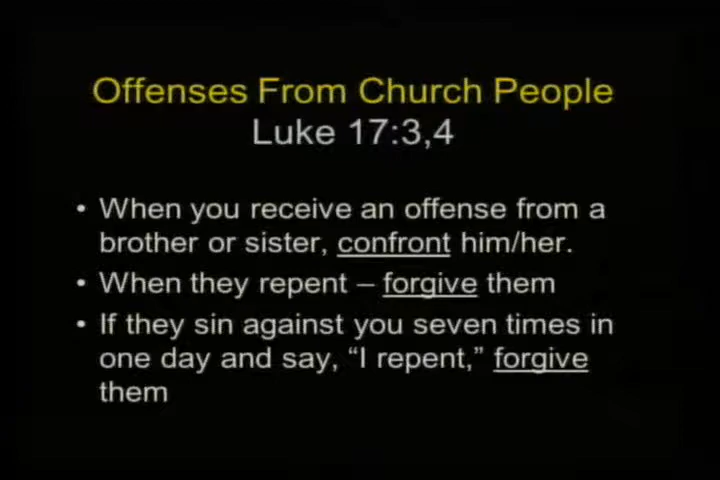 Offenses From Church People
Luke 17:3,4
• When you receive an offense from a
brother or sister, confront him/her.
• When they repent – forgive them
• If they sin against you seven times in
one day and say, “I repent,” forgive
them